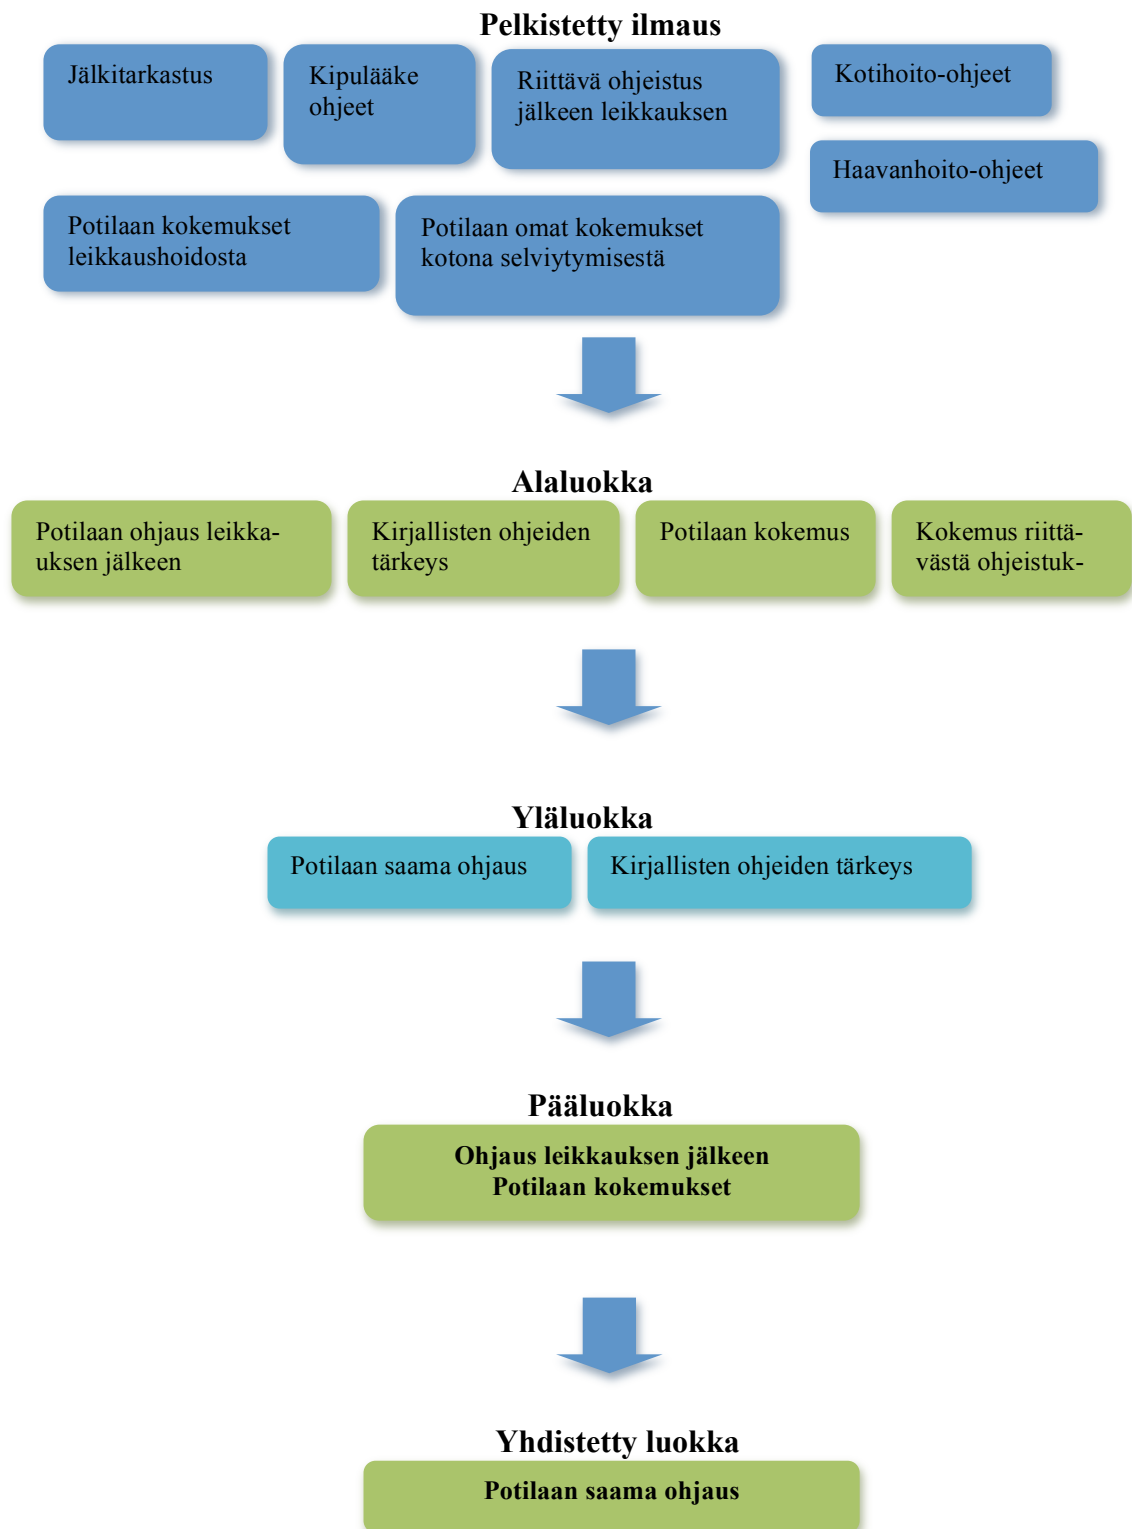 Pelkistetty ilmaus
Jälkitarkastus
Kipulääke
ohjeet
Riittävä ohjeistus
jälkeen leikkauksen
Kotihoito-ohjeet
Haavanhoito-ohjeet
Potilaan kokemukset
leikkaushoidosta
Potilaan omat kokemukset
kotona selviytymisestä
Alaluokka
Potilaan ohjaus leikka-
uksen jälkeen
Kirjallisten ohjeiden
tärkeys
Potilaan kokemus
Kokemus riittä-
västä ohjeistuk-
Yläluokka
Potilaan saama ohjaus
Kirjallisten ohjeiden tärkeys
Pääluokka
Ohjaus leikkauksen jälkeen
Potilaan kokemukset
Yhdistetty luokka
Potilaan saama ohjaus